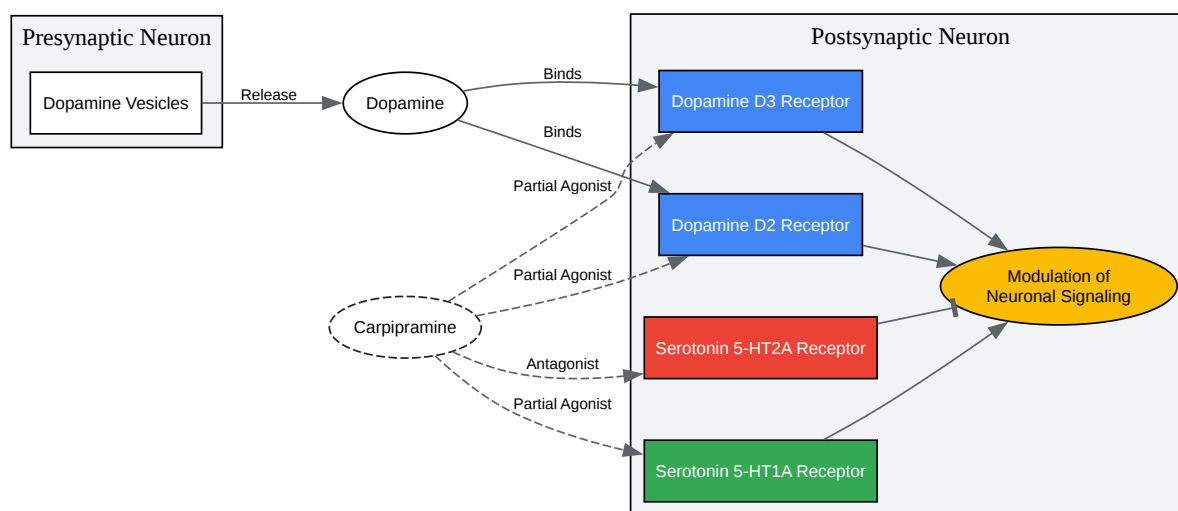 Presynaptic Neuron
Dopamine Vesicles
Release
Dopamine
Binds
Binds
Partial Agonist
Partial Agonist
Carpipramine
Antagonist
Partial Agonist
Postsynaptic Neuron
Dopamine D3 Receptor
Dopamine D2 Receptor
Serotonin 5-HT2A Receptor
Serotonin 5-HT1A Receptor
Modulation of
Neuronal Signaling